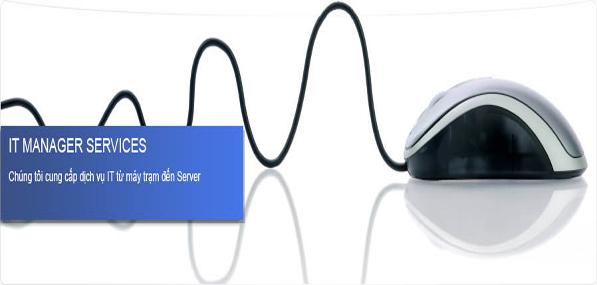 IT MANAGER SERVICES
Chúng tôi cung cấp dịch vụ IT từ máy trạm đến Server